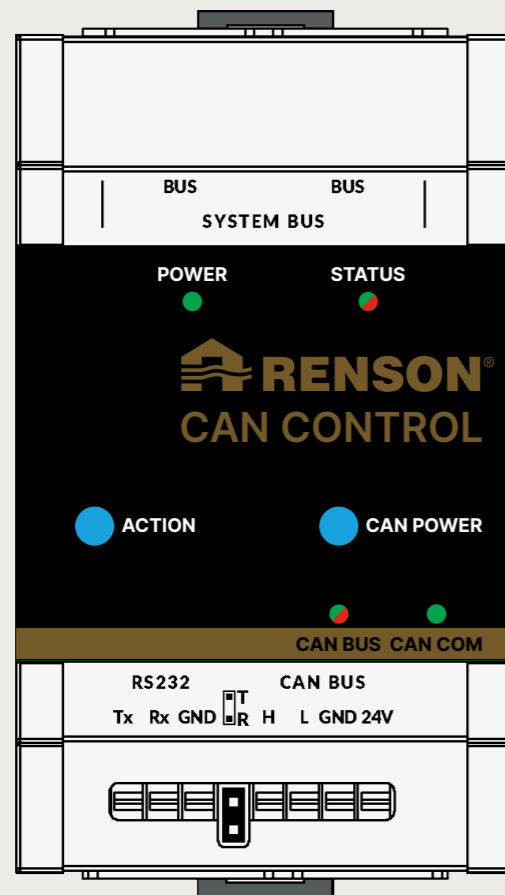 BUS BUS
SYSTEM BUS
POWER STATUS
RENSON®
CAN CONTROL
ACTION CAN POWER
CAN BUS CAN COM
RS232 CAN BUS
T
Tx Rx GND R H L GND 24V